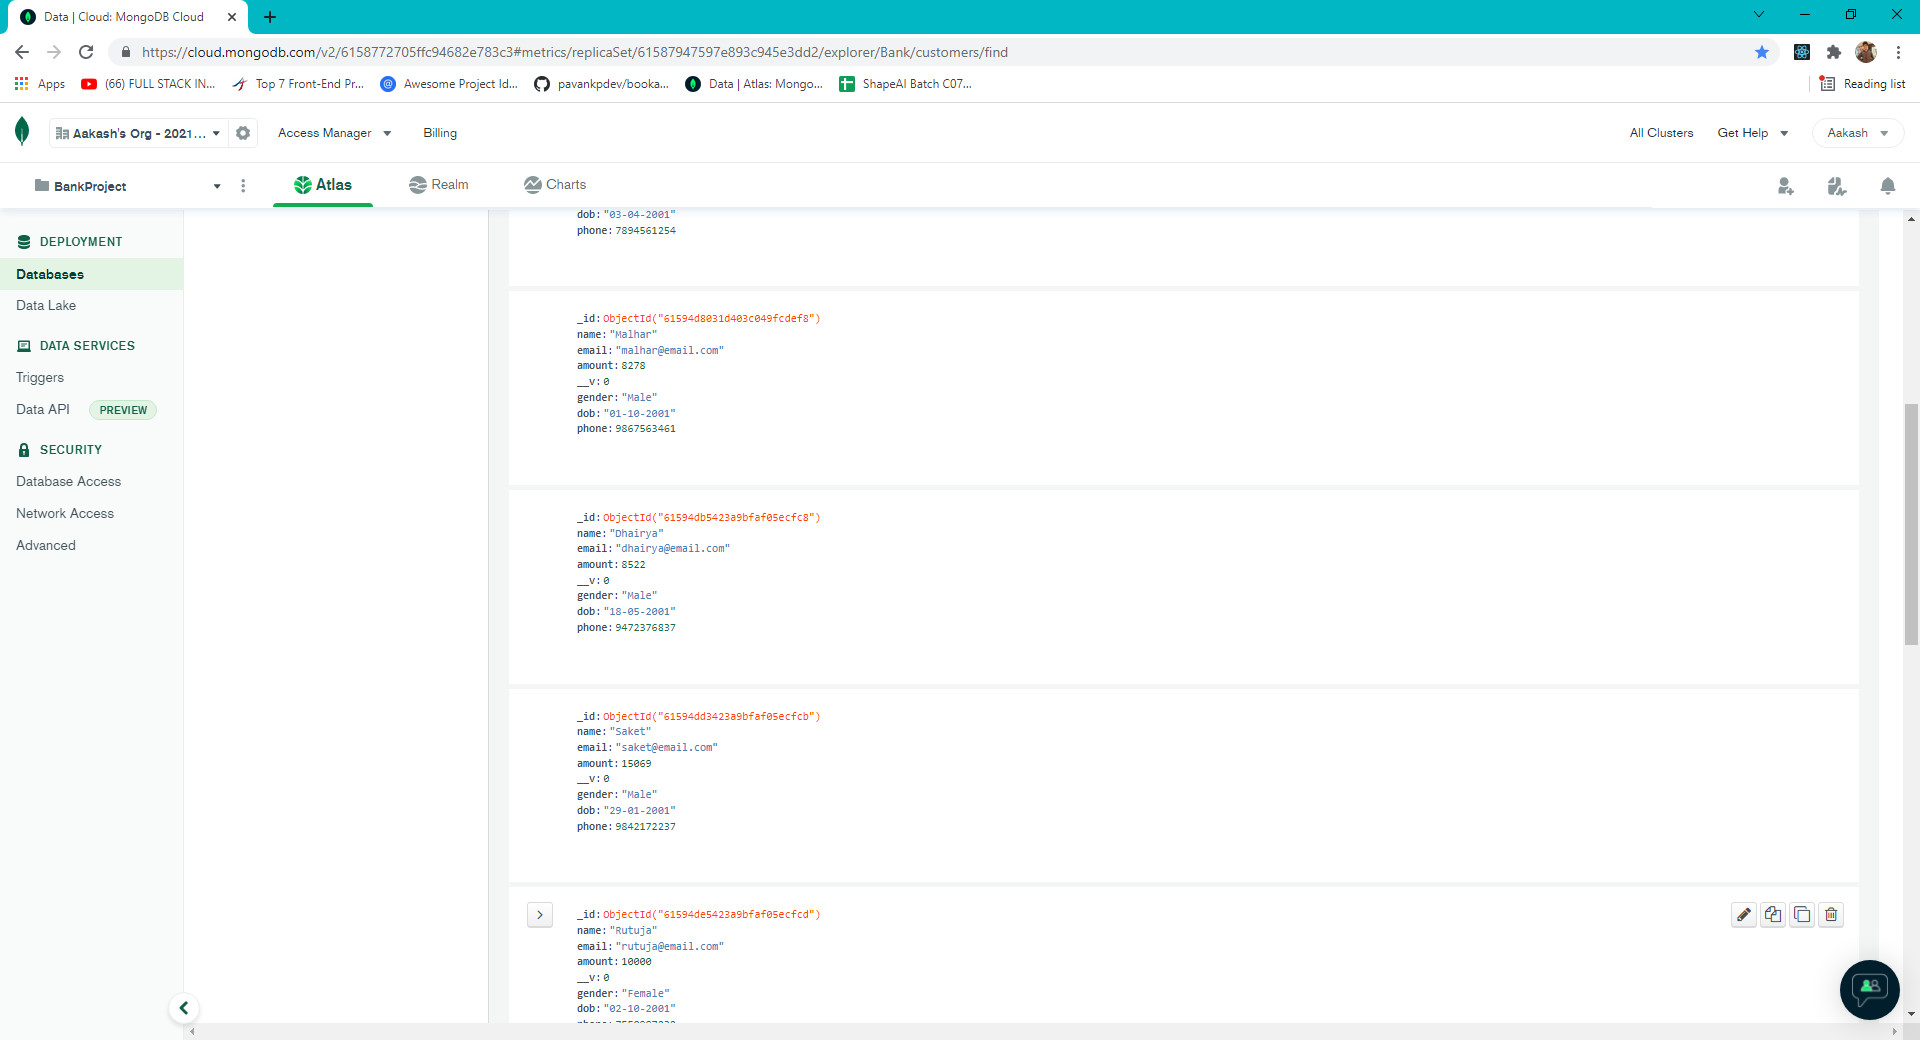 Data | Cloud: MongoDB Cloud
https://cloud.mongodb.com/v2/6158772705ffc94682e783c3#metrics/replicaSet/61587947597e893c945e3dd2/explorer/Bank/customers/find
Apps (66) FULL STACK IN... Top 7 Front-End Pr... Awesome Project Id... pavankpdev/booka... Data | Atlas: Mongo... ShapeAI Batch C07... Reading list
Aakash's Org - 2021... Access Manager Billing All Clusters Get Help Aakash
BankProject Atlas Realm Charts
DEPLOYMENT
Databases
Data Lake
DATA SERVICES
Triggers
Data API PREVIEW
SECURITY
Database Access
Network Access
Advanced
dob: "03-04-2001"
phone: 7894561254
_id: ObjectId("61594d8031d403c049fcdef8")
name: "Malhar"
email: "malhar@email.com"
amount: 8278
__v: 0
gender: "Male"
dob: "01-10-2001"
phone: 9867563461
_id: ObjectId("61594db5423a9bfaf05ecfc8")
name: "Dhairya"
email: "dhairya@email.com"
amount: 8522
__v: 0
gender: "Male"
dob: "18-05-2001"
phone: 9472376837
_id: ObjectId("61594dd3423a9bfaf05ecfcb")
name: "Saket"
email: "saket@email.com"
amount: 15069
__v: 0
gender: "Male"
dob: "29-01-2001"
phone: 9842172237
_id: ObjectId("61594de5423a9bfaf05ecfcd")
name: "Rutuja"
email: "rutuja@email.com"
amount: 10000
__v: 0
gender: "Female"
dob: "02-10-2001"